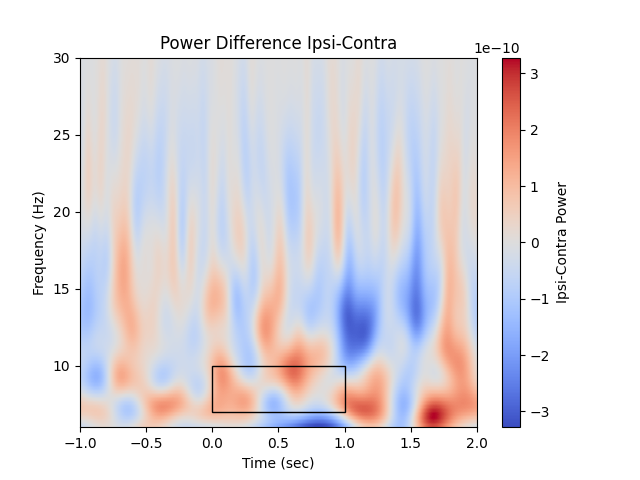 Power Difference Ipsi-Contra
1e−10
30
25
20
15
10
Frequency (Hz)
−1.0 −0.5 0.0 0.5 1.0 1.5 2.0
Time (sec)
3
2
1
0
−1
−2
−3
Ipsi-Contra Power